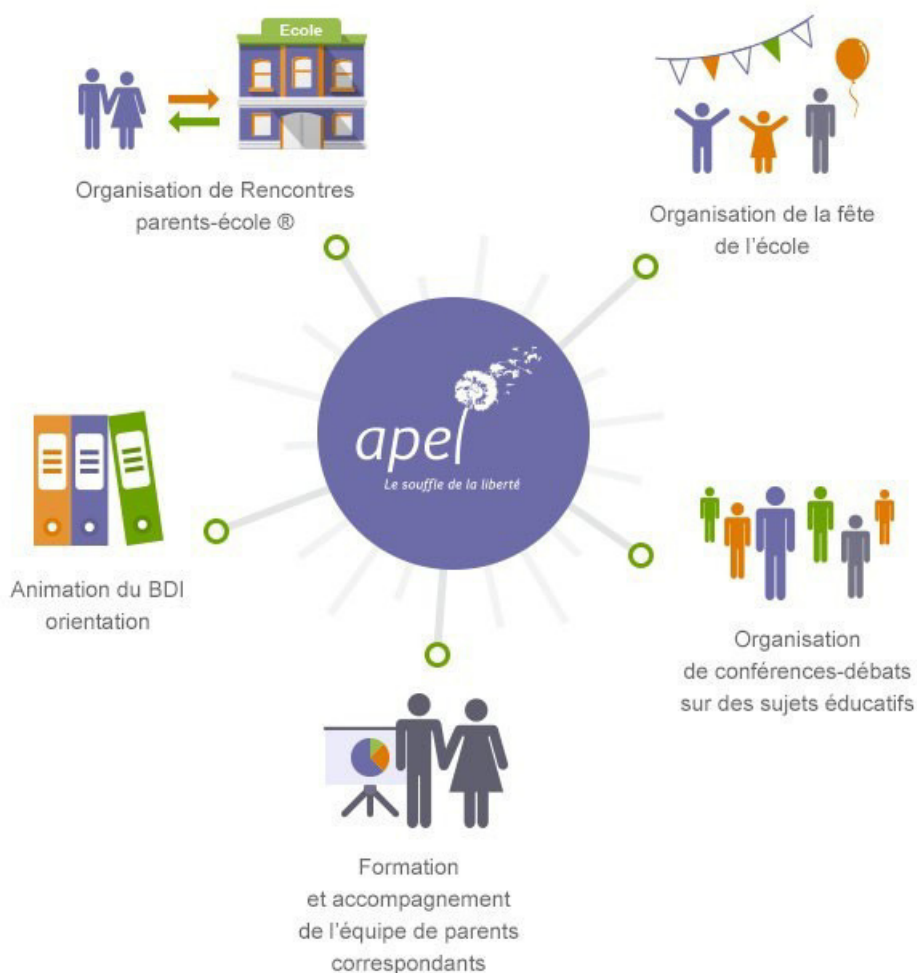 Ecole
Organisation de Rencontres
parents-école ®
Organisation de la fête
de l'école
apel
Le souffle de la liberté
Animation du BDI
orientation
Organisation
de conférences-débats
sur des sujets éducatifs
Formation
et accompagnement
de l'équipe de parents
correspondants